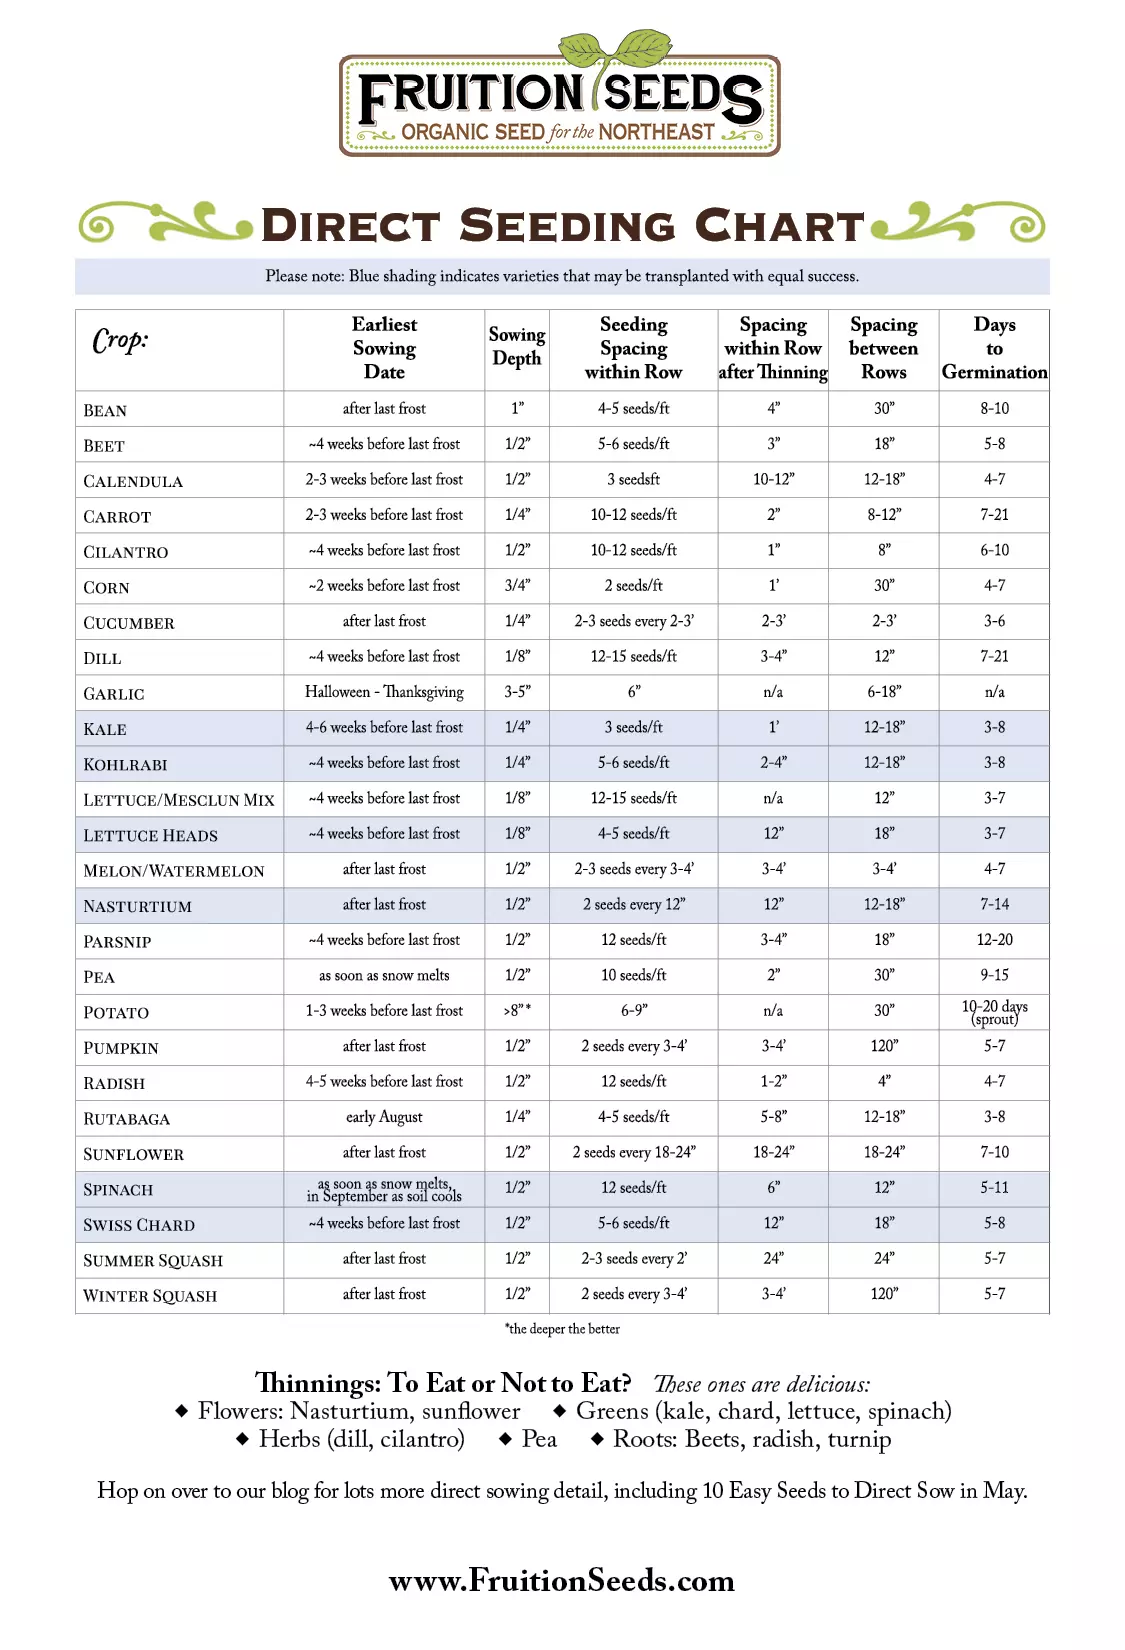 FRUITION SEEDS
ORGANIC SEED for the NORTHEAST
DIRECT SEEDING CHART
Please note: Blue shading indicates varieties that may be transplanted with equal success.
Crop: Earliest Sowing Date Sowing Depth Seeding Spacing within Row Spacing within Row after Thinning Spacing between Rows Days to Germination
BEAN after last frost 1” 4-5 seeds/ft 4” 30” 8-10
BEET ~4 weeks before last frost 1/2” 5-6 seeds/ft 3” 18” 5-8
CALENDULA 2-3 weeks before last frost 1/2” 3 seedsft 10-12” 12-18” 4-7
CARROT 2-3 weeks before last frost 1/4” 10-12 seeds/ft 2” 8-12” 7-21
CILANTRO ~4 weeks before last frost 1/2” 10-12 seeds/ft 1” 8” 6-10
CORN ~2 weeks before last frost 3/4” 2 seeds/ft 1’ 30” 4-7
CUCUMBER after last frost 1/4” 2-3 seeds every 2-3’ 2-3’ 2-3’ 3-6
DILL ~4 weeks before last frost 1/8” 12-15 seeds/ft 3-4” 12” 7-21
GARLIC Halloween - Thanksgiving 3-5” 6” n/a 6-18” n/a
KALE 4-6 weeks before last frost 1/4” 3 seeds/ft 1’ 12-18” 3-8
KOHLRABI ~4 weeks before last frost 1/4” 5-6 seeds/ft 2-4” 12-18” 3-8
LETTUCE/MESCLUN MIX ~4 weeks before last frost 1/8” 12-15 seeds/ft n/a 12” 3-7
LETTUCE HEADS ~4 weeks before last frost 1/8” 4-5 seeds/ft 12” 18” 3-7
MELON/WATERMELON after last frost 1/2” 2-3 seeds every 3-4’ 3-4’ 3-4’ 4-7
NASTURTIUM after last frost 1/2” 2 seeds every 12” 12” 12-18” 7-14
PARSNIP ~4 weeks before last frost 1/2” 12 seeds/ft 3-4” 18” 12-20
PEA as soon as snow melts 1/2” 10 seeds/ft 2” 30” 9-15
POTATO 1-3 weeks before last frost >8”* 6-9” n/a 30” 10-20 days (sprout)
PUMPKIN after last frost 1/2” 2 seeds every 3-4’ 3-4’ 120” 5-7
RADISH 4-5 weeks before last frost 1/2” 12 seeds/ft 1-2” 4” 4-7
RUTABAGA early August 1/4” 4-5 seeds/ft 5-8” 12-18” 3-8
SUNFLOWER after last frost 1/2” 2 seeds every 18-24” 18-24” 18-24” 7-10
SPINACH as soon as snow melts, in September as soil cools 1/2” 12 seeds/ft 6” 12” 5-11
SWISS CHARD ~4 weeks before last frost 1/2” 5-6 seeds/ft 12” 18” 5-8
SUMMER SQUASH after last frost 1/2” 2-3 seeds every 2’ 24” 24” 5-7
WINTER SQUASH after last frost 1/2” 2 seeds every 3-4’ 3-4’ 120” 5-7
*the deeper the better
Thinnings: To Eat or Not to Eat? These ones are delicious:
◆ Flowers: Nasturtium, sunflower ◆ Greens (kale, chard, lettuce, spinach)
◆ Herbs (dill, cilantro) ◆ Pea ◆ Roots: Beets, radish, turnip
Hop on over to our blog for lots more direct sowing detail, including 10 Easy Seeds to Direct Sow in May.
www.FruitionSeeds.com